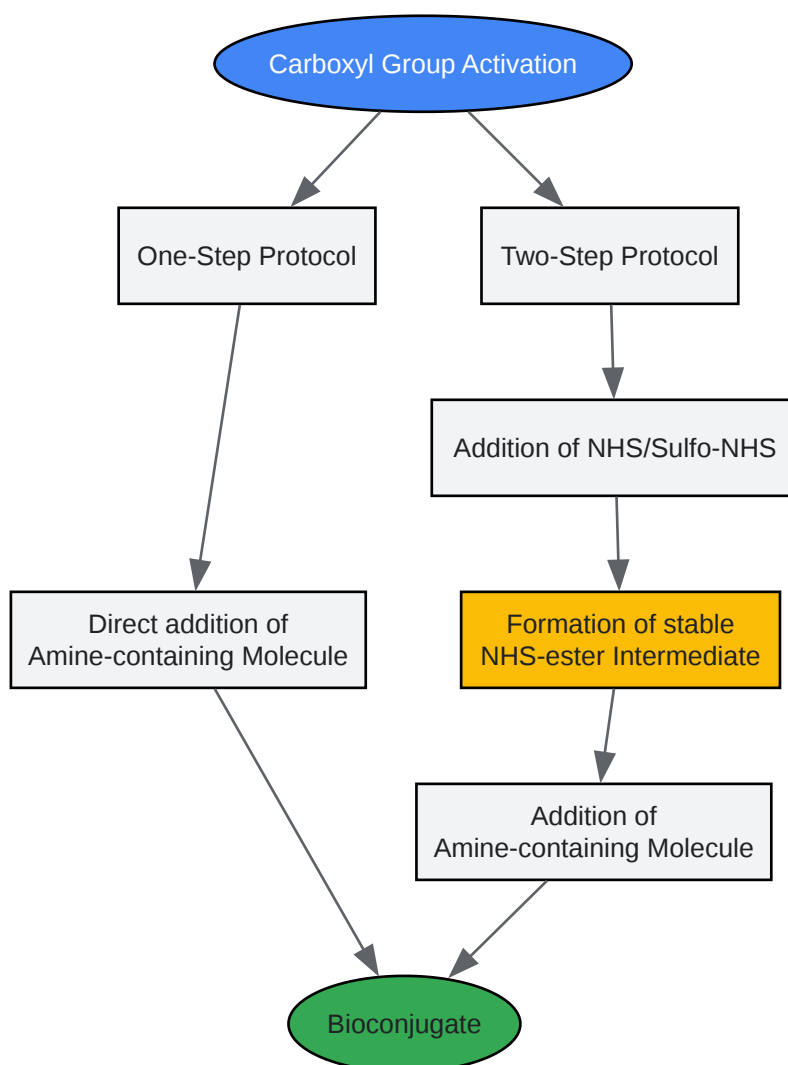 Carboxyl Group Activation
One-Step Protocol
Two-Step Protocol
Addition of NHS/Sulfo-NHS
Direct addition of
Amine-containing Molecule
Formation of stable
NHS-ester Intermediate
Addition of
Amine-containing Molecule
Bioconjugate